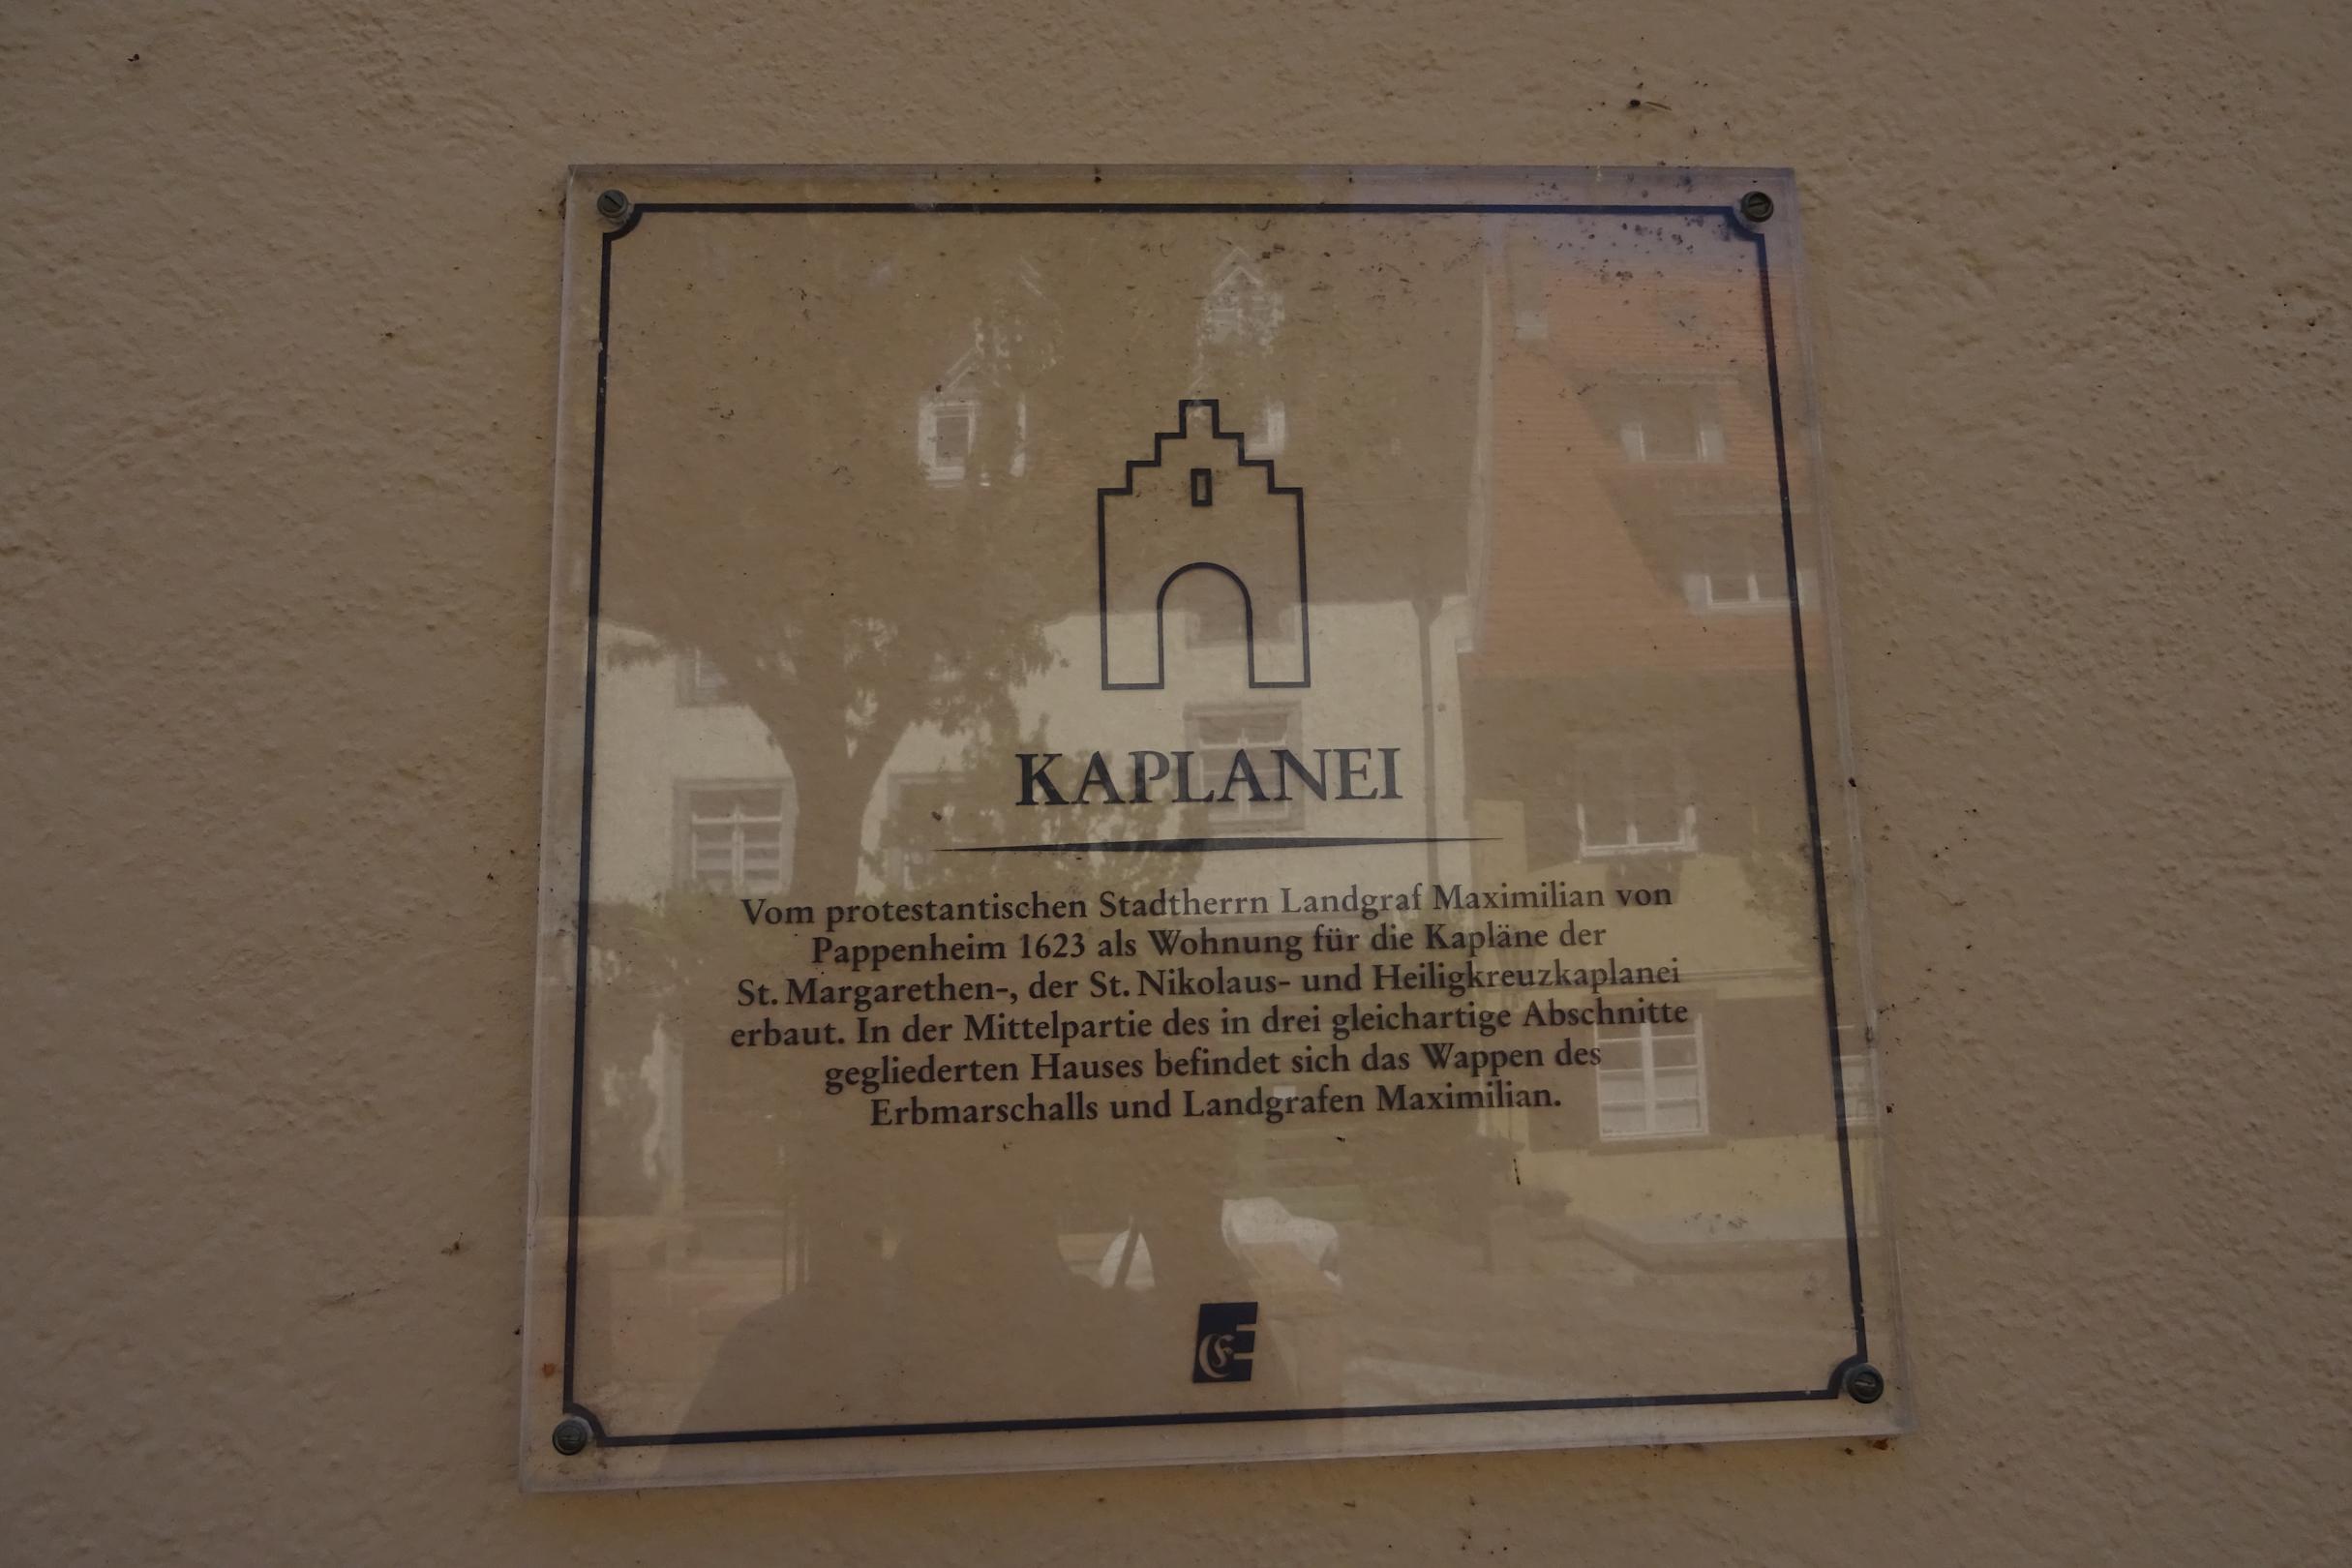 KAPLANEI
Vom protestantischen Stadtherrn Landgraf Maximilian von
Pappenheim 1623 als Wohnung für die Kapläne der
St. Margarethen-, der St. Nikolaus- und Heiligkreuzkaplanei
erbaut. In der Mittelpartie des in drei gleichartige Abschnitte
gegliederten Hauses befindet sich das Wappen des
Erbmarschalls und Landgrafen Maximilian.